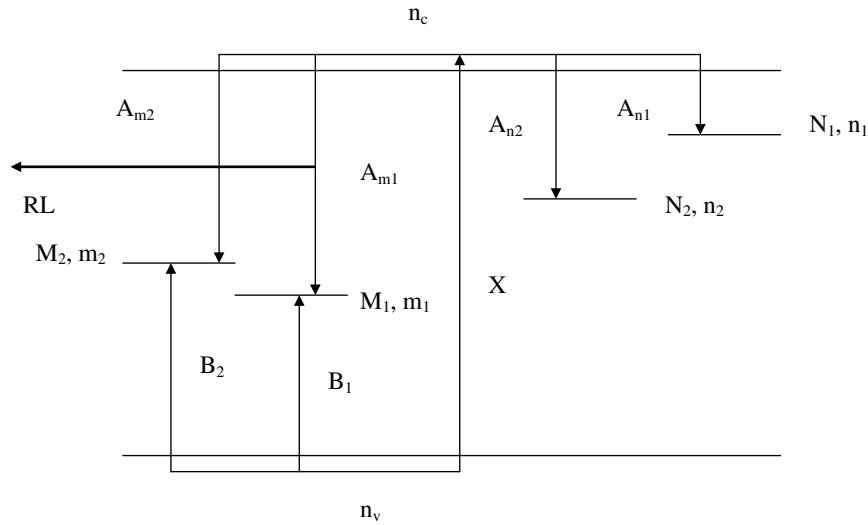 n_c
A_m2
A_n2
A_n1
N_1, n_1
A_m1
RL
N_2, n_2
M_2, m_2
X
M_1, m_1
B_2
B_1
n_v